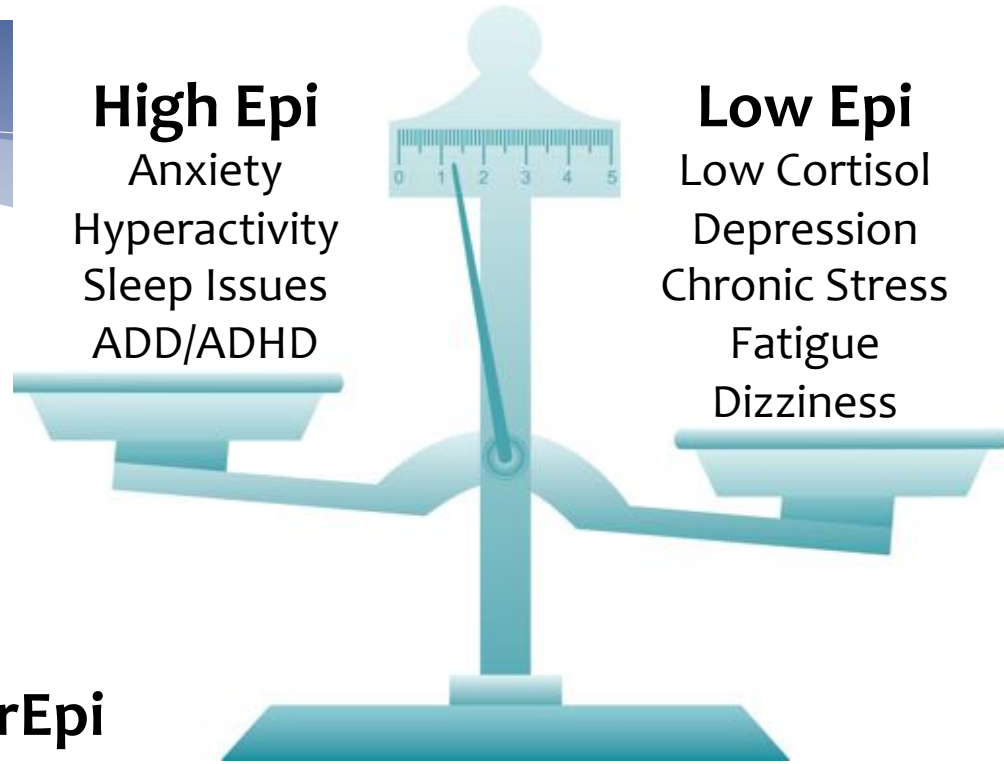 High Epi
Anxiety
Hyperactivity
Sleep Issues
ADD/ADHD
0 1 2 3 4 5
Low Epi
Low Cortisol
Depression
Chronic Stress
Fatigue
Dizziness
rEpi